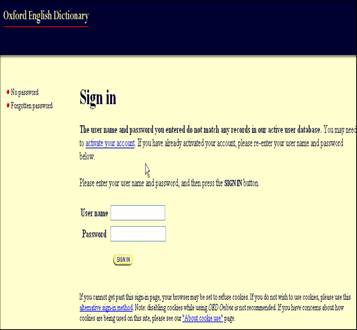 Oxford English Dictionary
No password
Forgotten password
Sign in
The user name and password you entered do not match any records in our active user database. You may need
to activate your account. If you have already activated your account, please re-enter your user name and password
below.
Please enter your user name and password, and then press the SIGN IN button.
User name
Password
SIGN IN
If you cannot get past this sign-in page, your browser may be set to refuse cookies. If you do not wish to use cookies, please use this
alternative sign-in method. Note: disabling cookies while using OED Online is not recommended. If you have concerns about how
cookies are being used on this site, please see our "About cookie use" page.